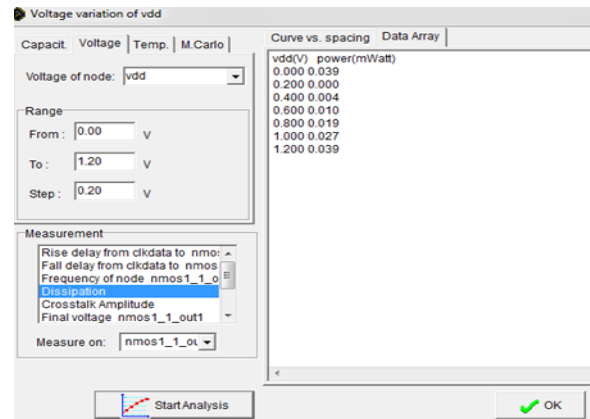 Voltage variation of vdd
Capacit. Voltage Temp. M.Carlo
Voltage of node: vdd
Range
From : 0.00 V
To : 1.20 V
Step : 0.20 V
Measurement
Rise delay from clkdata to nmos
Fall delay from clkdata to nmos
Frequency of node nmos1_1_o
Dissipation
Crosstalk Amplitude
Final voltage nmos1_1_out1
Measure on: nmos1_1_ou
Start Analysis
Curve vs. spacing Data Array
vdd(V) power(mWatt)
0.000 0.039
0.200 0.000
0.400 0.004
0.600 0.010
0.800 0.019
1.000 0.027
1.200 0.039
OK